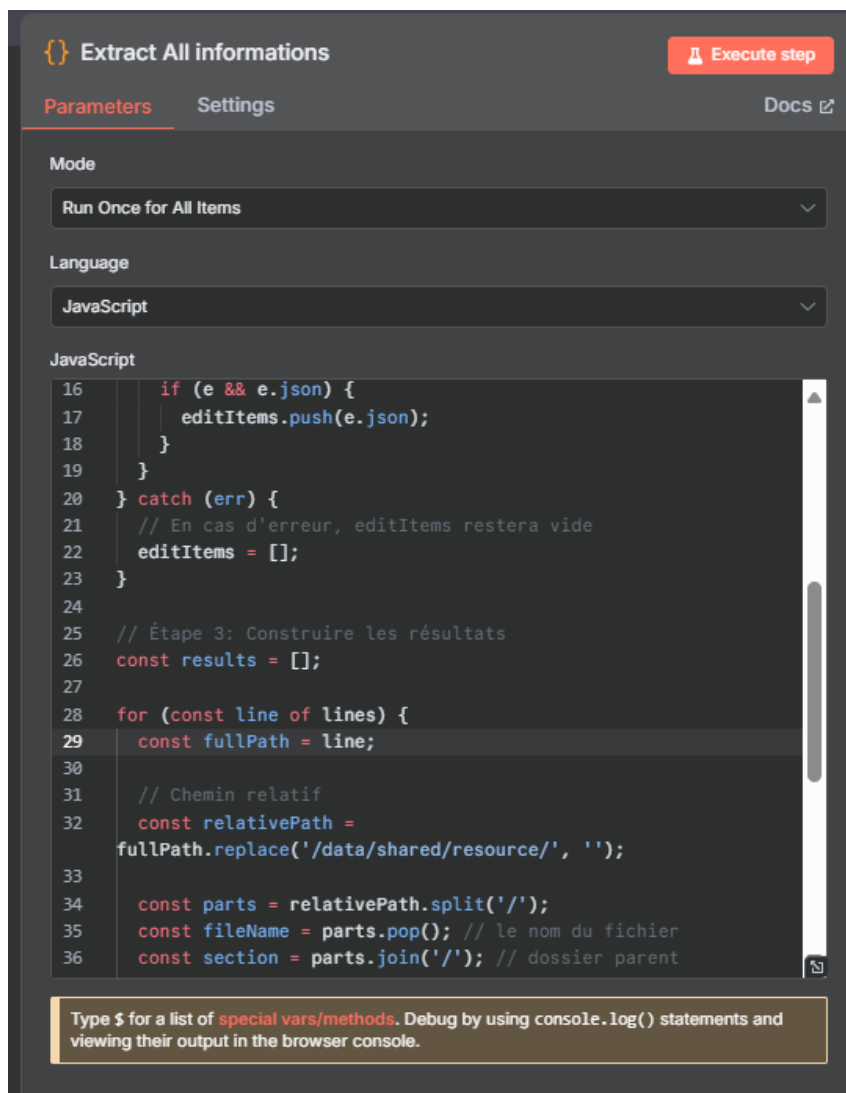 {} Extract All informations
Execute step
Parameters Settings Docs
Mode
Run Once for All Items
Language
JavaScript
JavaScript
16 if (e && e.json) {
17 editItems.push(e.json);
18 }
19 }
20 } catch (err) {
21 // En cas d'erreur, editItems restera vide
22 editItems = [];
23 }
24
25 // Étape 3: Construire les résultats
26 const results = [];
27
28 for (const line of lines) {
29 const fullPath = line;
30
31 // Chemin relatif
32 const relativePath =
fullPath.replace('/data/shared/resource/', '');
33
34 const parts = relativePath.split('/');
35 const fileName = parts.pop(); // le nom du fichier
36 const section = parts.join('/'); // dossier parent
Type $ for a list of special vars/methods. Debug by using console.log() statements and
viewing their output in the browser console.